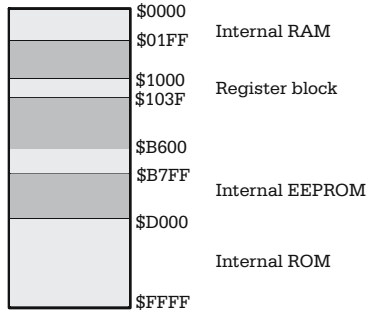 $0000
Internal RAM
$01FF
$1000
Register block
$103F
$B600
$B7FF
Internal EEPROM
$D000
Internal ROM
$FFFF